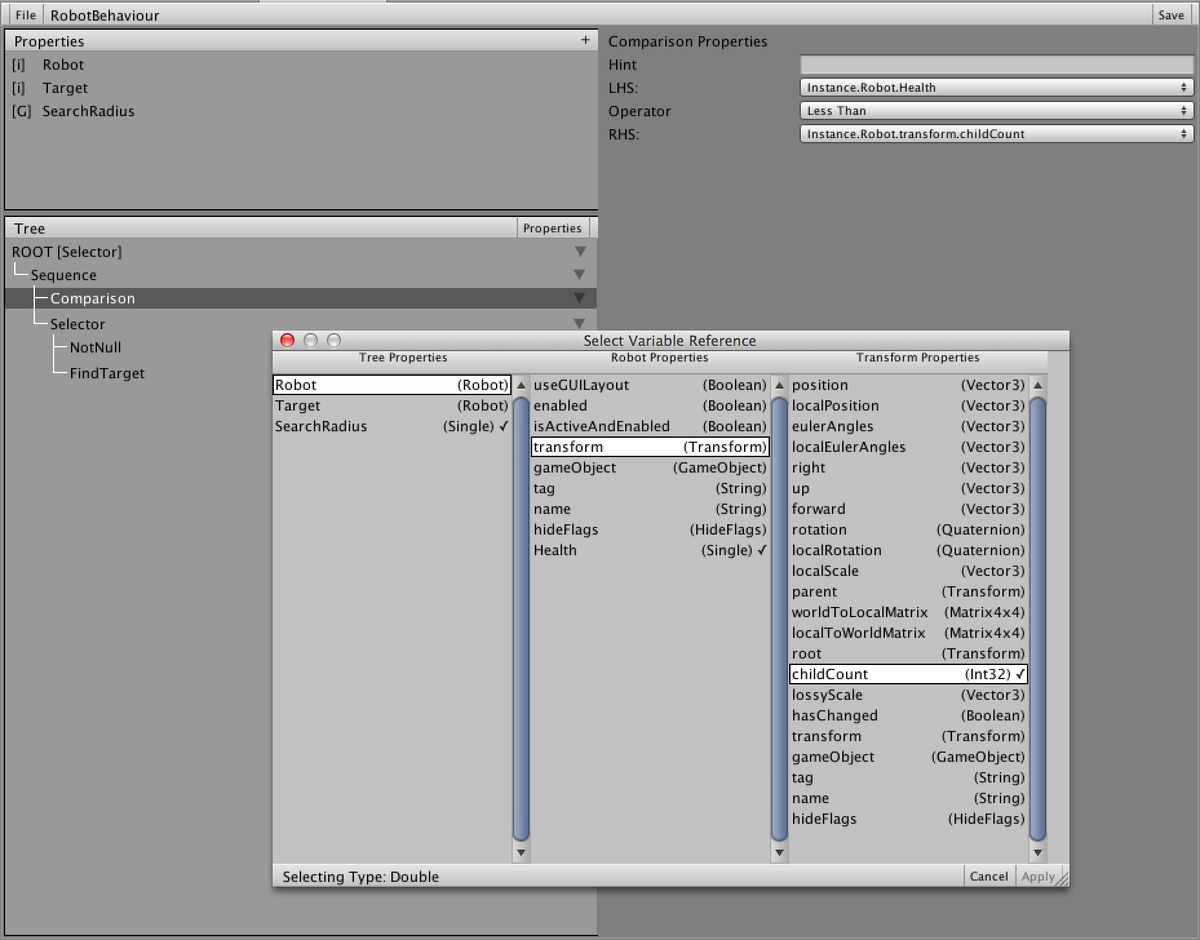 File RobotBehaviour Save
Properties +
[i] Robot
[i] Target
[G] SearchRadius
Comparison Properties
Hint
LHS: Instance.Robot.Health
Operator Less Than
RHS: Instance.Robot.transform.childCount
Tree Properties
ROOT [Selector]
Sequence
Comparison
Selector
NotNull
FindTarget
Select Variable Reference
Tree Properties
Robot (Robot)
Target (Robot)
SearchRadius (Single) ✓
Robot Properties
useGUILayout (Boolean)
enabled (Boolean)
isActiveAndEnabled (Boolean)
transform (Transform)
gameObject (GameObject)
tag (String)
name (String)
hideFlags (HideFlags)
Health (Single) ✓
Transform Properties
position (Vector3)
localPosition (Vector3)
eulerAngles (Vector3)
localEulerAngles (Vector3)
right (Vector3)
up (Vector3)
forward (Vector3)
rotation (Quaternion)
localRotation (Quaternion)
localScale (Vector3)
parent (Transform)
worldToLocalMatrix (Matrix4x4)
localToWorldMatrix (Matrix4x4)
root (Transform)
childCount (Int32) ✓
lossyScale (Vector3)
hasChanged (Boolean)
transform (Transform)
gameObject (GameObject)
tag (String)
name (String)
hideFlags (HideFlags)
Selecting Type: Double Cancel Apply